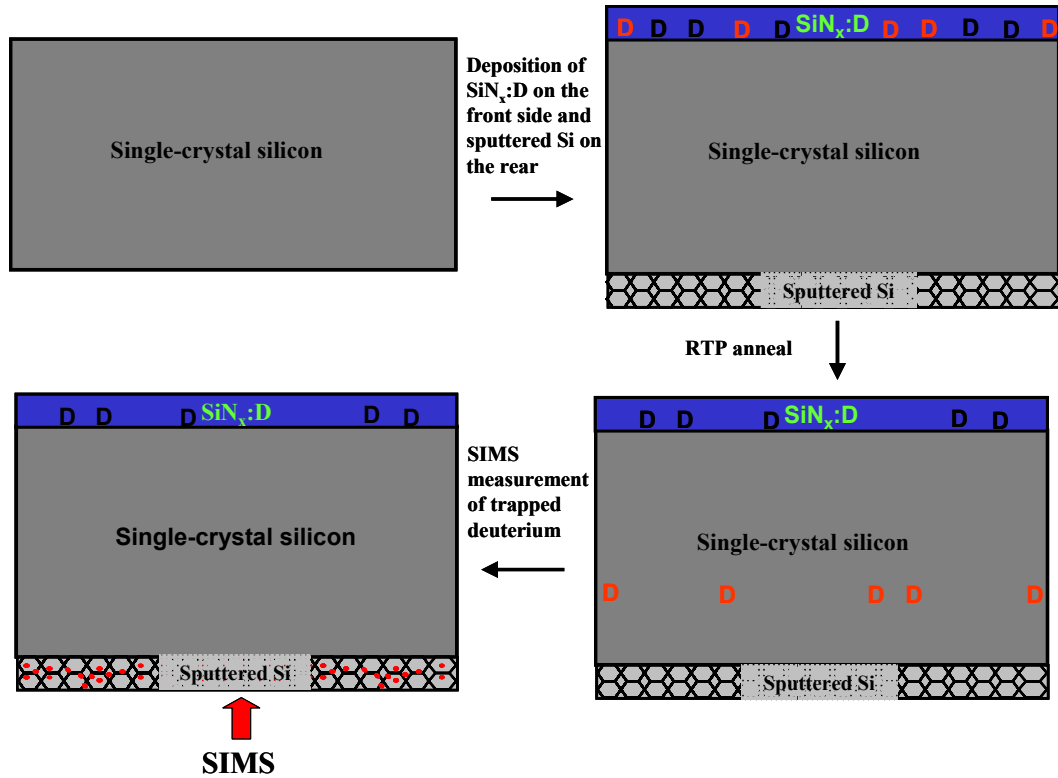 Single-crystal silicon
Deposition of
SiNₓ:D on the
front side and
sputtered Si on
the rear
D D D D D SiNₓ:D D D D D D
Single-crystal silicon
Sputtered Si
RTP anneal
D D D SiNₓ:D D D
Single-crystal silicon
D D D D D
Sputtered Si
SIMS
measurement
of trapped
deuterium
D D D SiNₓ:D D D
Single-crystal silicon
Sputtered Si
SIMS